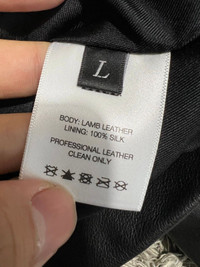 L
BODY: LAMB LEATHER
LINING: 100% SILK
PROFESSIONAL LEATHER
CLEAN ONLY